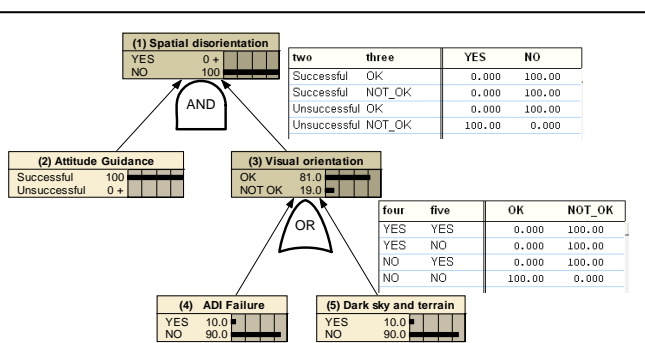 (1) Spatial disorientation
YES 0 +
NO 100
two three YES NO
Successful OK 0.000 100.00
Successful NOT_OK 0.000 100.00
Unsuccessful OK 0.000 100.00
Unsuccessful NOT_OK 100.00 0.000
AND
(2) Attitude Guidance
Successful 100
Unsuccessful 0 +
(3) Visual orientation
OK 81.0
NOT OK 19.0
OR
four five OK NOT_OK
YES YES 0.000 100.00
YES NO 0.000 100.00
NO YES 0.000 100.00
NO NO 100.00 0.000
(4) ADI Failure
YES 10.0
NO 90.0
(5) Dark sky and terrain
YES 10.0
NO 90.0